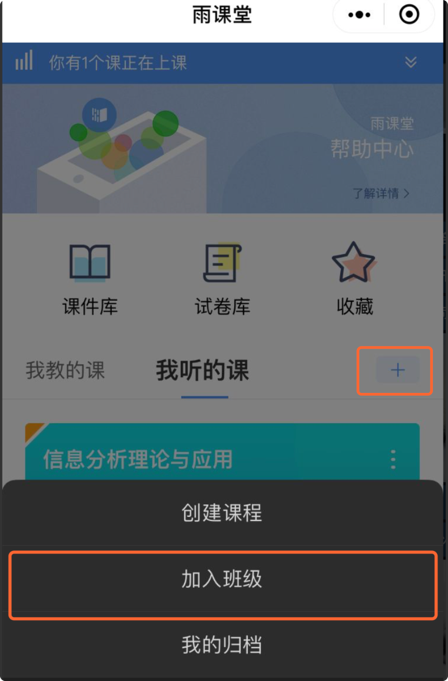 雨课堂
你有1个课正在上课
雨课堂
帮助中心
了解详情
课件库 试卷库 收藏
我教的课 我听的课
信息分析理论与应用
创建课程
加入班级
我的归档